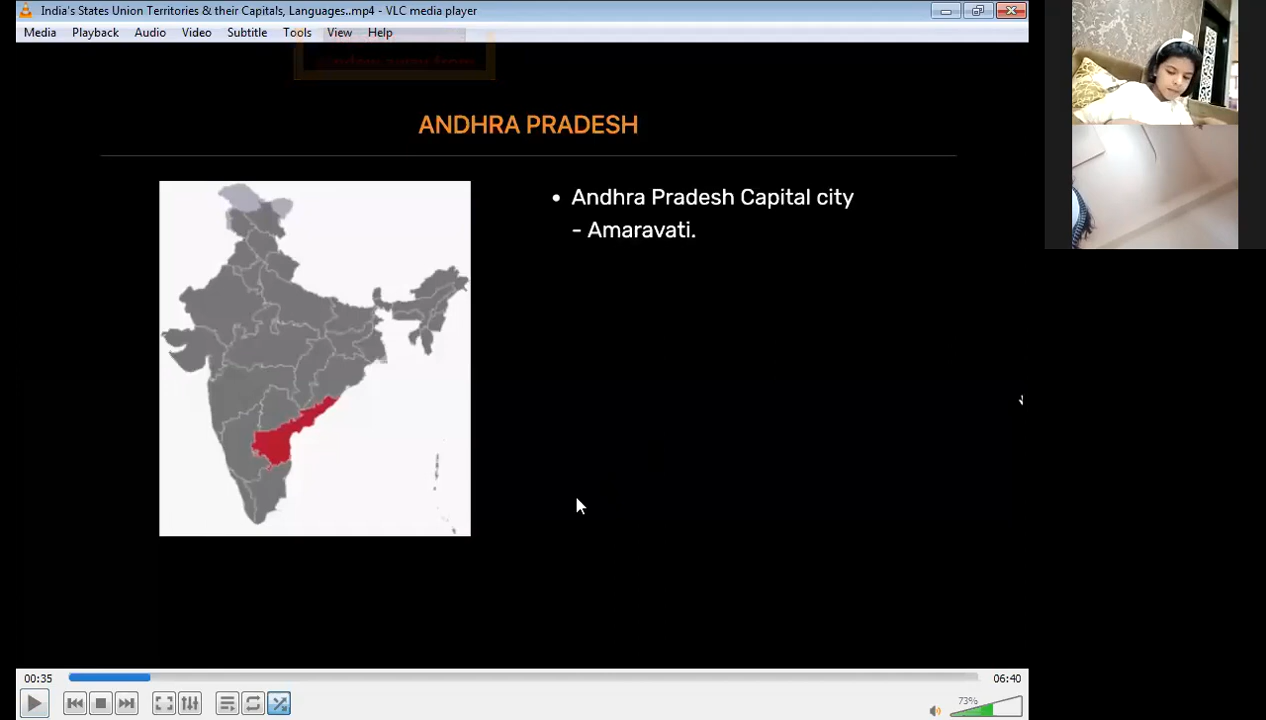 India's States Union Territories & their Capitals, Languages..mp4 - VLC media player
Media Playback Audio Video Subtitle Tools View Help
ANDHRA PRADESH
• Andhra Pradesh Capital city
- Amaravati.
00:35
06:40
73%